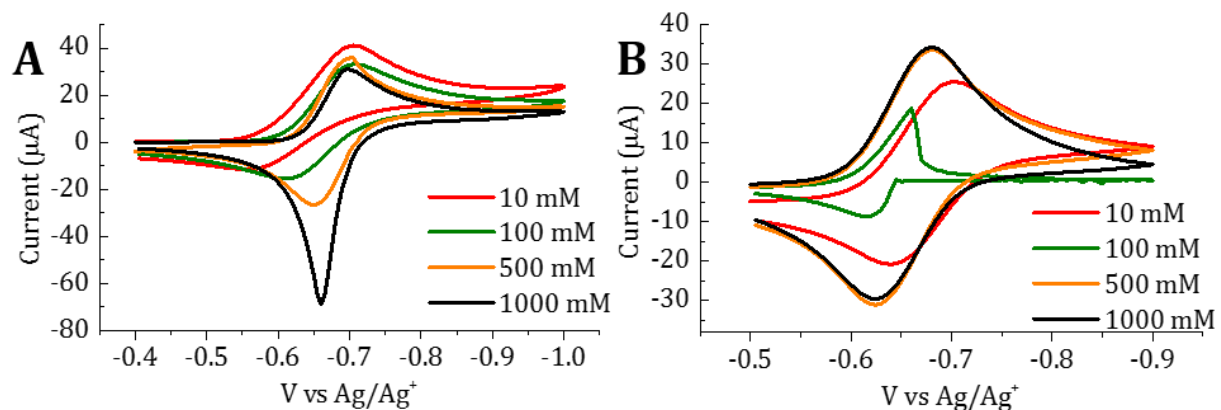 A
40
20
0
-20
-40
-60
-80
Current (µA)
-0.4 -0.5 -0.6 -0.7 -0.8 -0.9 -1.0
V vs Ag/Ag⁺
10 mM
100 mM
500 mM
1000 mM
B
40
30
20
10
0
-10
-20
-30
Current (µA)
-0.5 -0.6 -0.7 -0.8 -0.9
V vs Ag/Ag⁺
10 mM
100 mM
500 mM
1000 mM